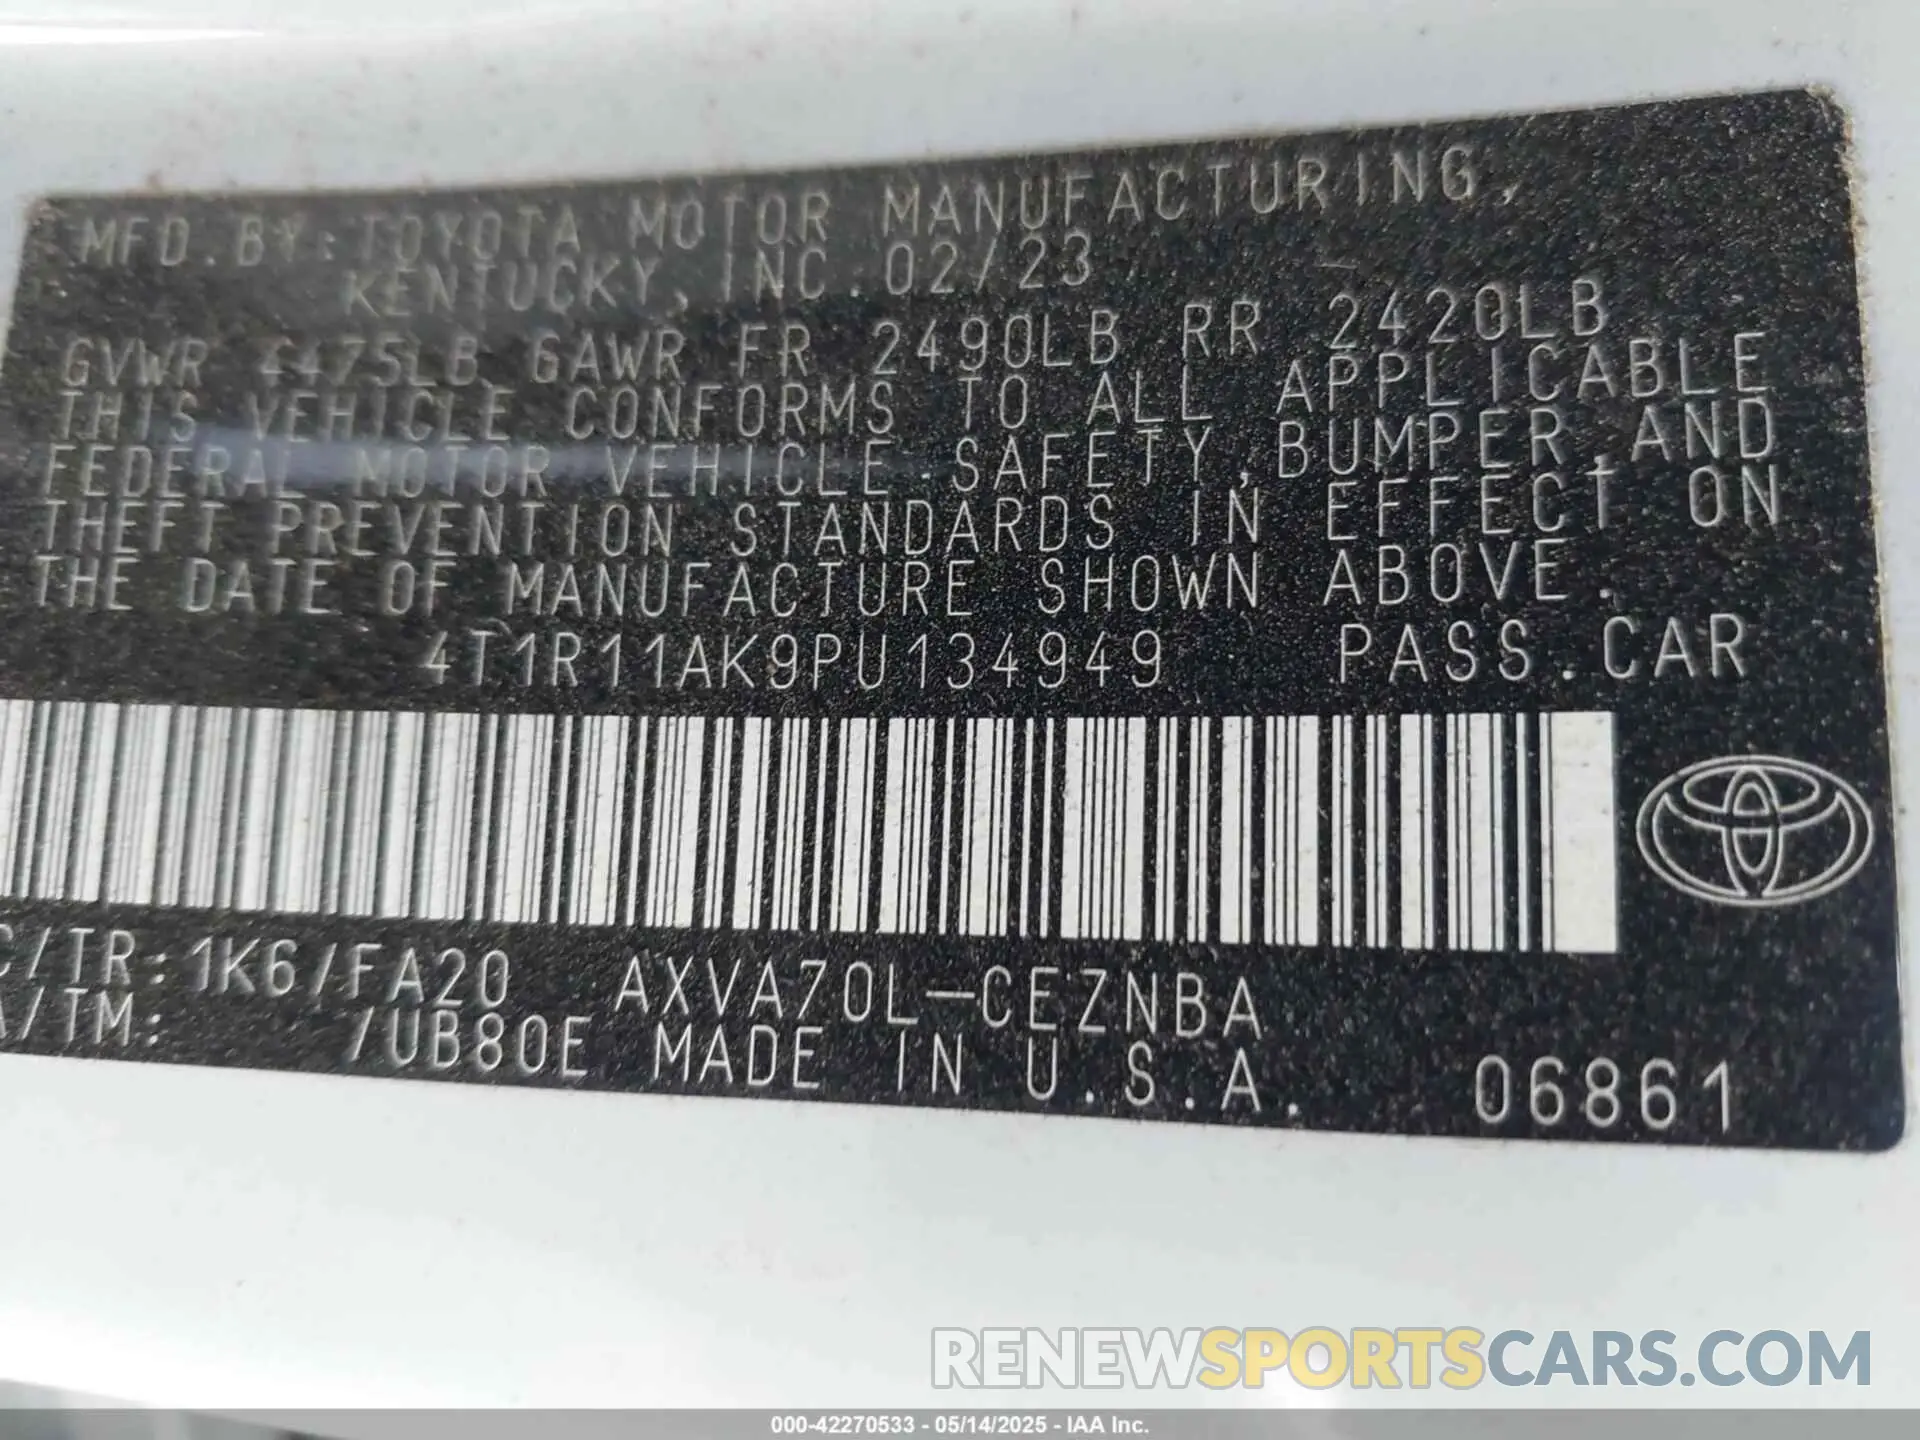 MFD. BY: TOYOTA MOTOR MANUFACTURING,
KENTUCKY, INC. 02/23
GVWR 4475LB GAWR FR 2490LB RR 2420LB
THIS VEHICLE CONFORMS TO ALL APPLICABLE
FEDERAL MOTOR VEHICLE SAFETY, BUMPER, AND
THEFT PREVENTION STANDARDS IN EFFECT ON
THE DATE OF MANUFACTURE SHOWN ABOVE.
4T1R11AK9PU134949 PASS. CAR
C/TR: 1K6/FA20 AXVA70L-CEZNBA
A/TM: /UB80E MADE IN U.S.A. 06861
RENEWSPORTSCARS.COM
000-42270533 - 05/14/2025 - IAA Inc.